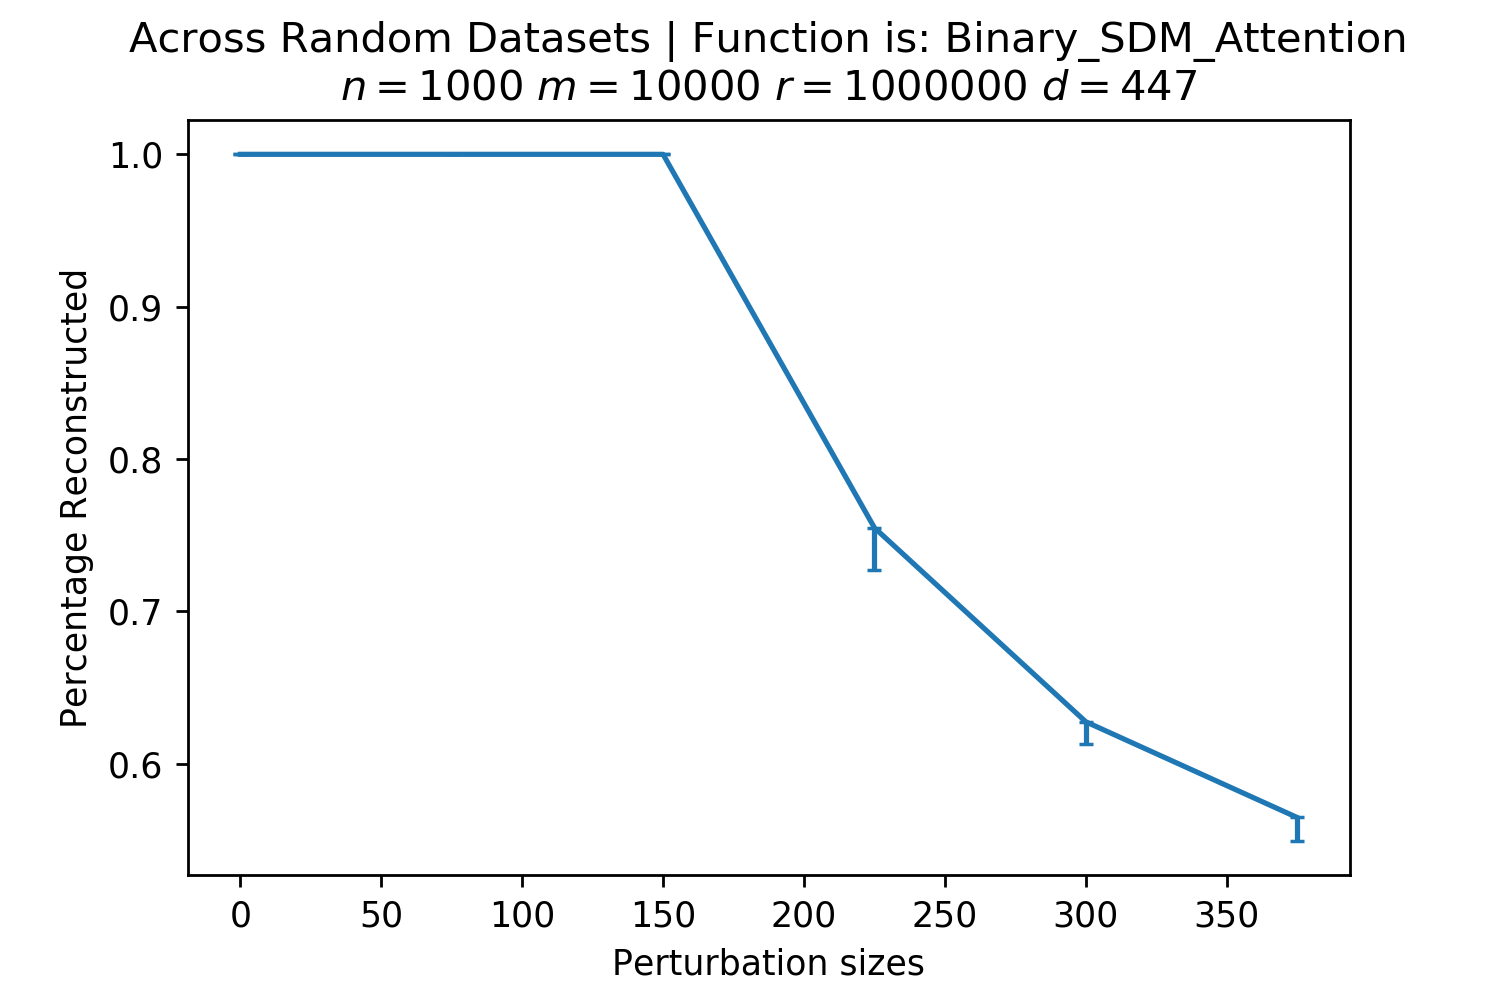 Across Random Datasets | Function is: Binary_SDM_Attention
n = 1000 m = 10000 r = 1000000 d = 447
1.0
0.9
0.8
0.7
0.6
Percentage Reconstructed
0 50 100 150 200 250 300 350
Perturbation sizes